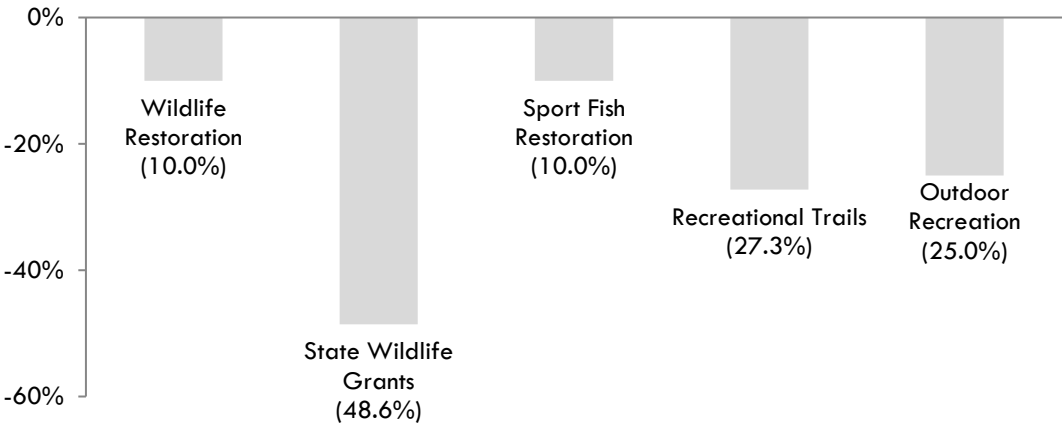 0%
-20%
-40%
-60%
Wildlife
Restoration
(10.0%)
State Wildlife
Grants
(48.6%)
Sport Fish
Restoration
(10.0%)
Recreational Trails
(27.3%)
Outdoor
Recreation
(25.0%)